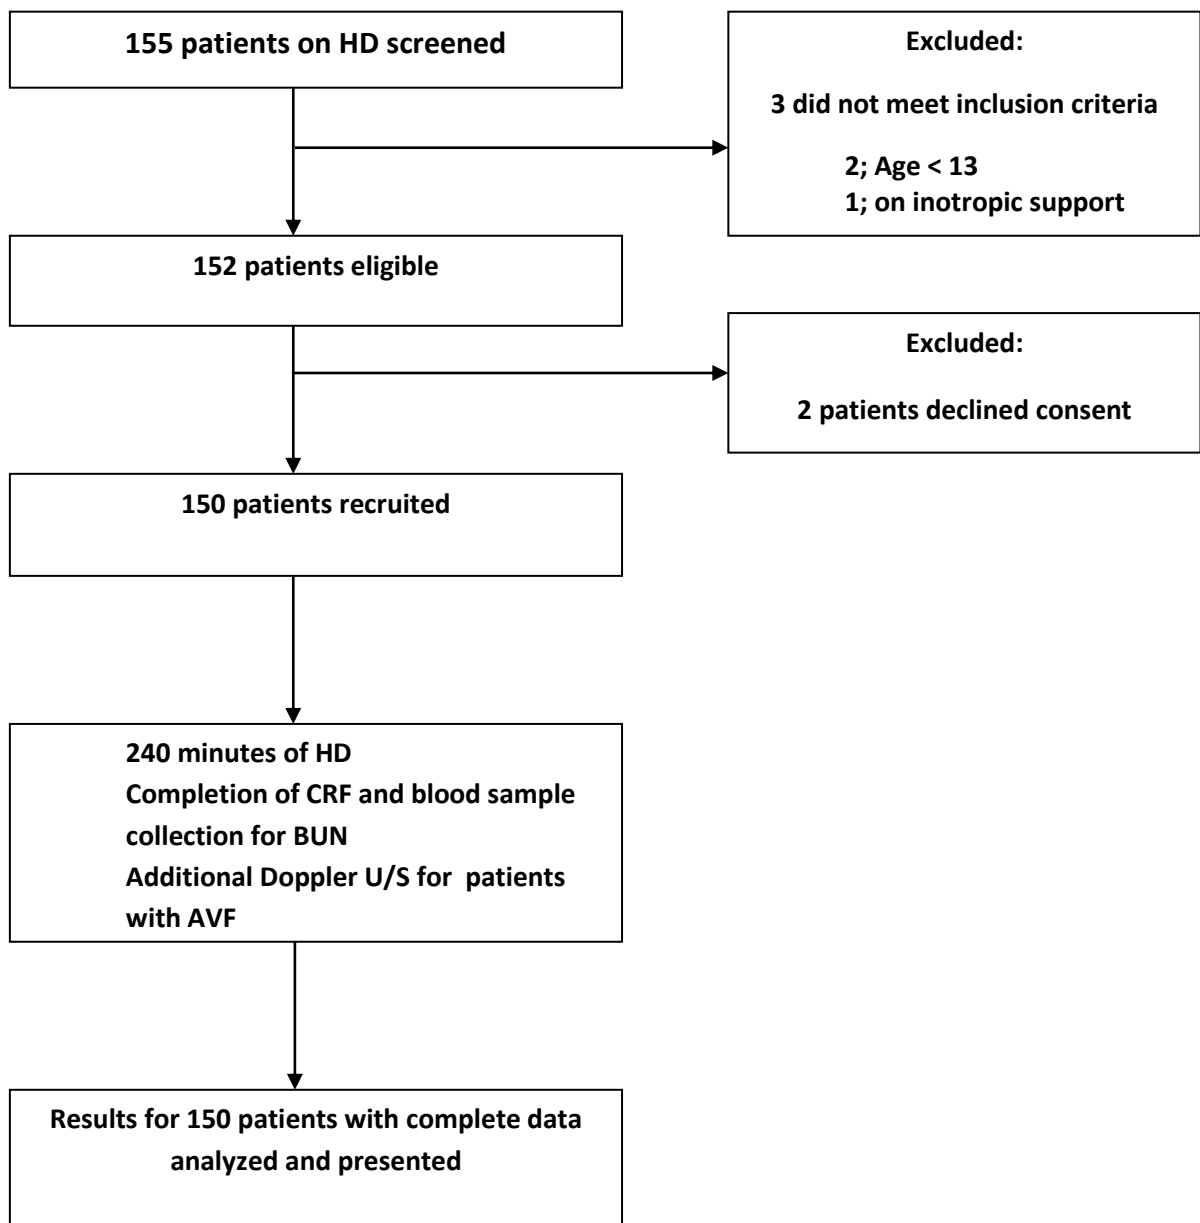 155 patients on HD screened
Excluded:
3 did not meet inclusion criteria
2; Age < 13
1; on inotropic support
152 patients eligible
Excluded:
2 patients declined consent
150 patients recruited
240 minutes of HD
Completion of CRF and blood sample
collection for BUN
Additional Doppler U/S for  patients
with AVF
Results for 150 patients with complete data
analyzed and presented